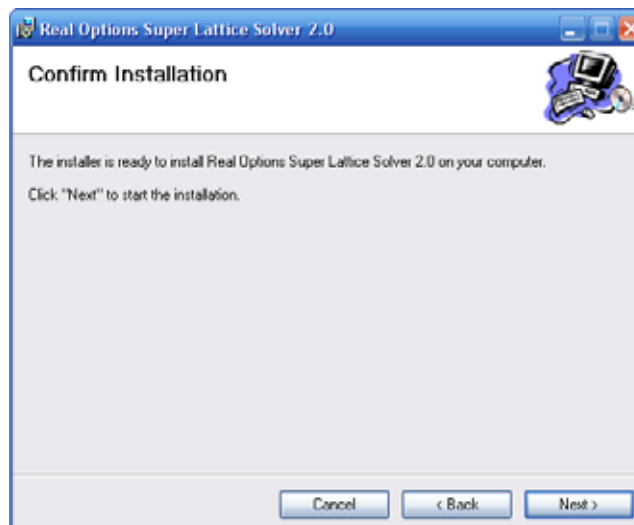 Real Options Super Lattice Solver 2.0
Confirm Installation
The installer is ready to install Real Options Super Lattice Solver 2.0 on your computer.
Click "Next" to start the installation.
Cancel
< Back
Next >